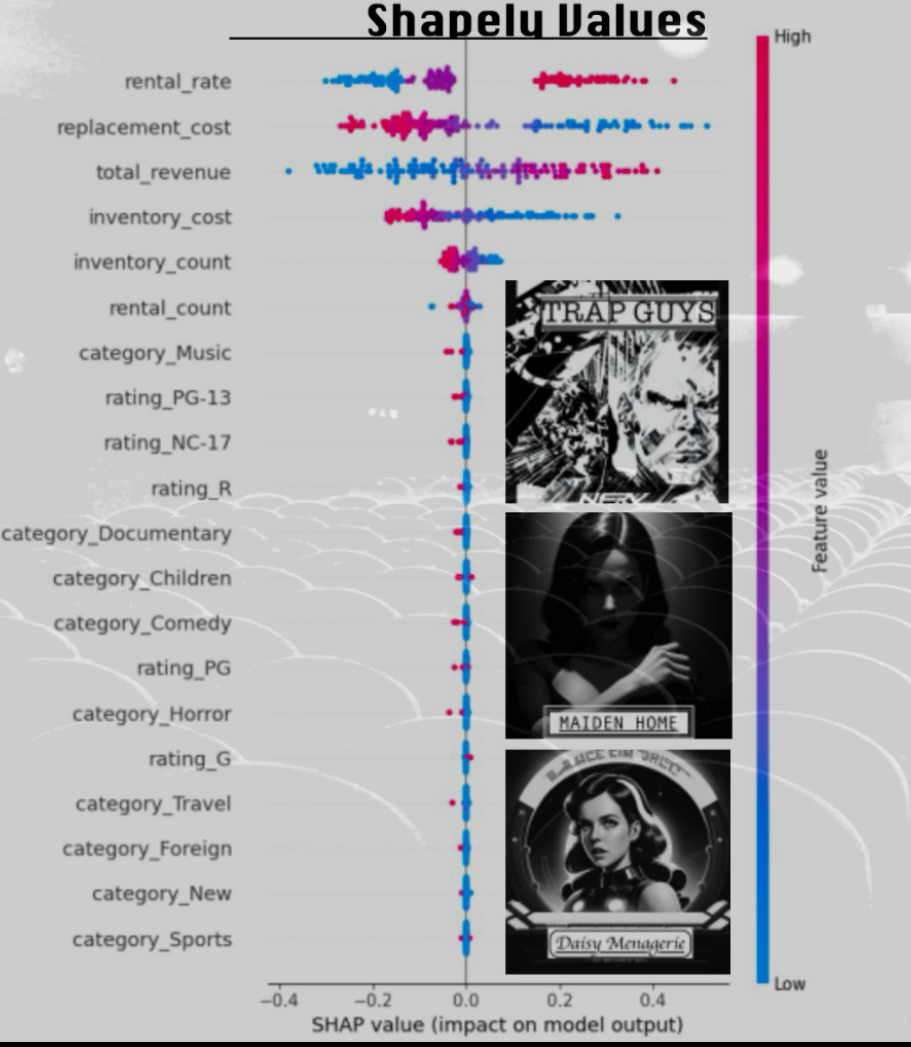 Shapely Values
High
rental_rate
replacement_cost
total_revenue
inventory_cost
inventory_count
rental_count
TRAP GUYS
category_Music
rating_PG-13
rating_NC-17
rating_R
category_Documentary
category_Children
category_Comedy
rating_PG
category_Horror
MAIDEN HOME
rating_G
category_Travel
category_Foreign
category_New
category_Sports
Daisy Menagerie
Feature value
Low
−0.4 −0.2 0.0 0.2 0.4
SHAP value (impact on model output)